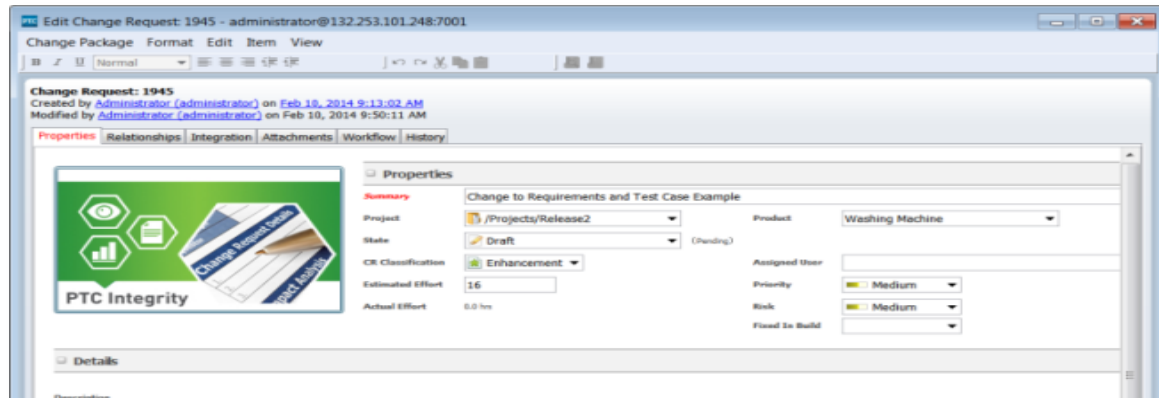 PTC Edit Change Request: 1945 - administrator@132.253.101.248:7001
Change Package Format Edit Item View
B I U Normal
Change Request: 1945
Created by Administrator (administrator) on Feb 10, 2014 9:13:02 AM
Modified by Administrator (administrator) on Feb 10, 2014 9:50:11 AM
Properties Relationships Integration Attachments Workflow History
Properties
Summary Change to Requirements and Test Case Example
Project /Projects/Release2 Product Washing Machine
State Draft (Pending)
CR Classification Enhancement Assigned User
Estimated Effort 16 Priority Medium
Actual Effort 0.0 hrs Risk Medium
Fixed In Build
Change Request Details
Impact Analysis
PTC Integrity
Details
Description